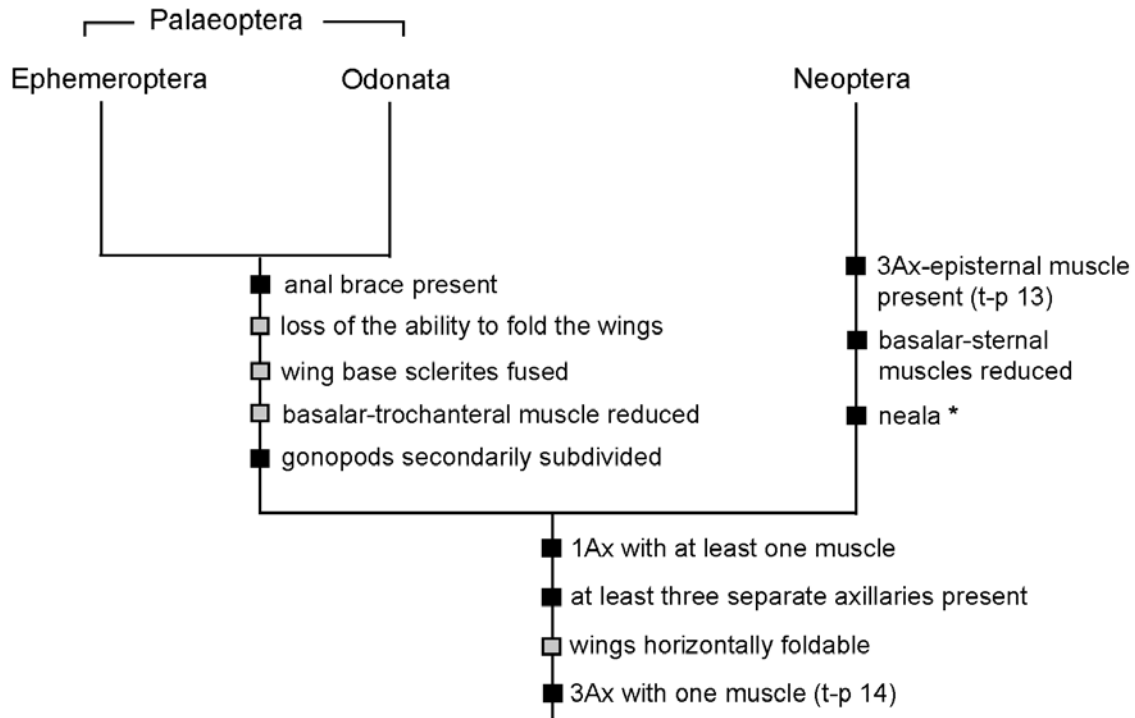 Palaeoptera
Ephemeroptera
Odonata
Neoptera
anal brace present
loss of the ability to fold the wings
wing base sclerites fused
basalar-trochanteral muscle reduced
gonopods secondarily subdivided
3Ax-episternal muscle
present (t-p 13)
basalar-sternal
muscles reduced
neala *
1Ax with at least one muscle
at least three separate axillaries present
wings horizontally foldable
3Ax with one muscle (t-p 14)